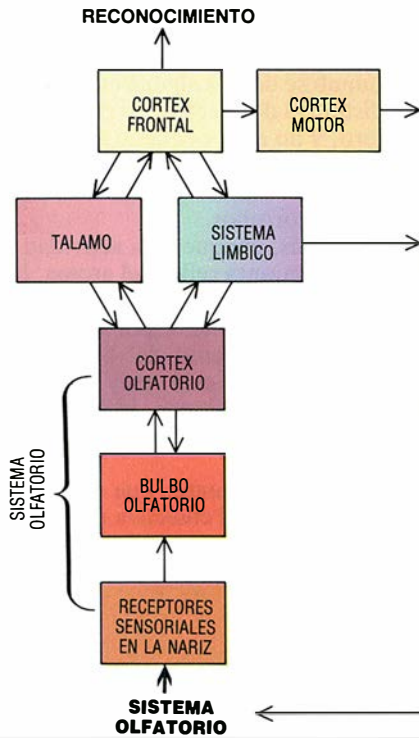 RECONOCIMIENTO
CORTEX
FRONTAL
CORTEX
MOTOR
TALAMO
SISTEMA
LIMBICO
CORTEX
OLFATORIO
SISTEMA
OLFATORIO
BULBO
OLFATORIO
RECEPTORES
SENSORIALES
EN LA NARIZ
SISTEMA
OLFATORIO